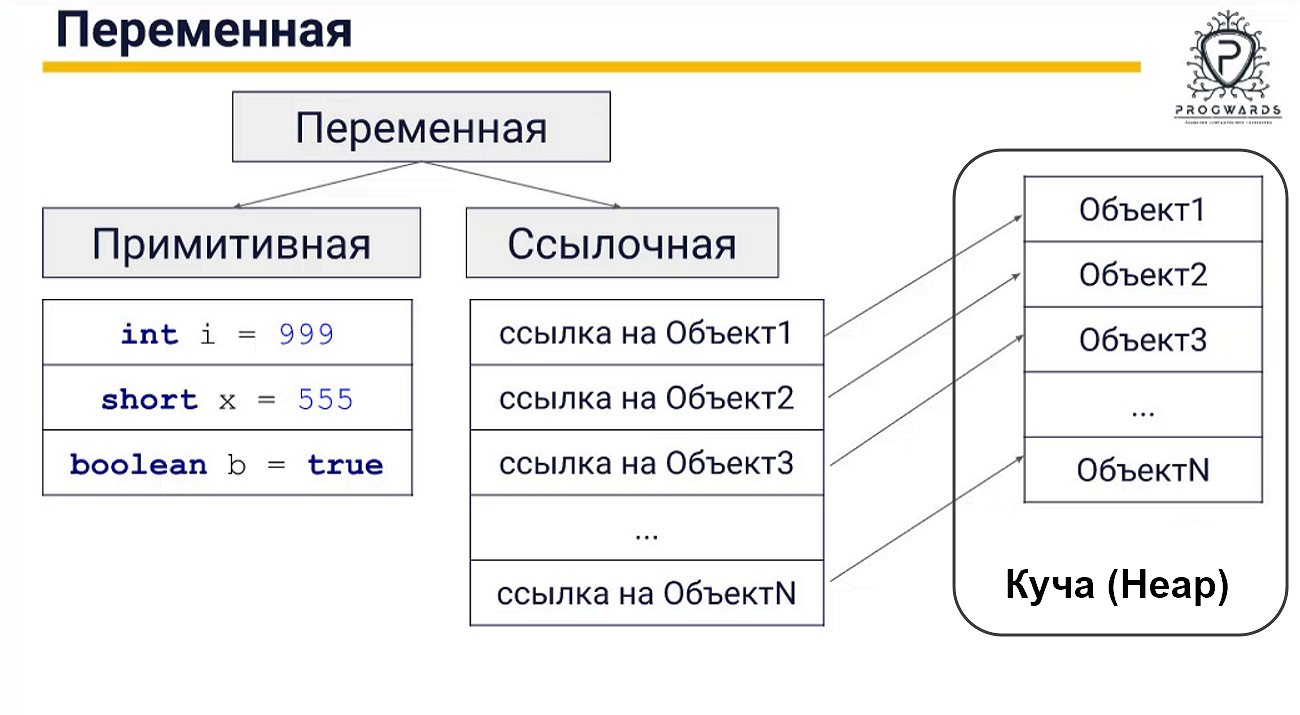 Переменная
PROGWARDS
Переменная
Примитивная
Ссылочная
int i = 999
short x = 555
boolean b = true
ссылка на Объект1
ссылка на Объект2
ссылка на Объект3
...
ссылка на ОбъектN
Объект1
Объект2
Объект3
...
ОбъектN
Куча (Heap)